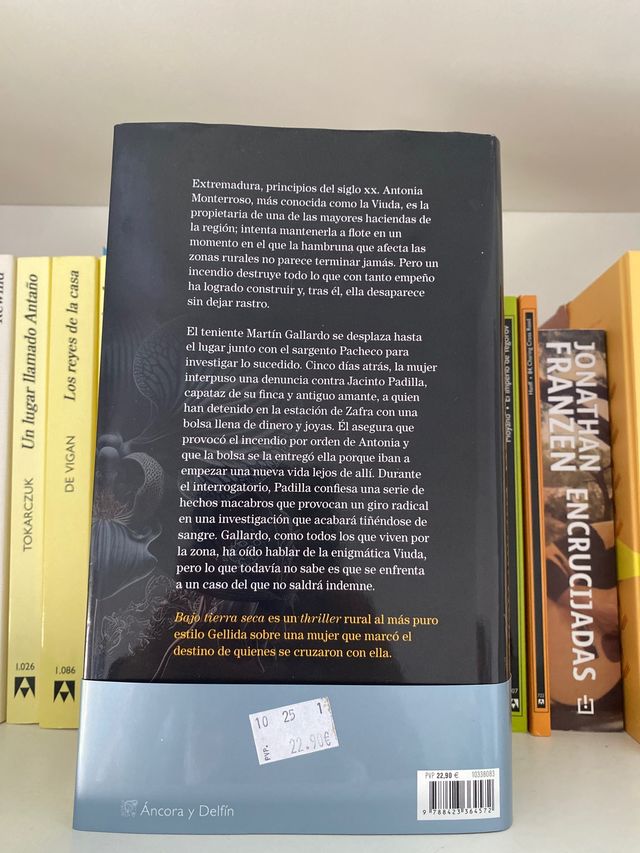 Extremadura, principios del siglo XX. Antonia
Monterroso, más conocida como la Viuda, es la
propietaria de una de las mayores haciendas de
la región; intenta mantenerla a flote en un
momento en el que la hambruna que afecta las
zonas rurales no parece terminar jamás. Pero un
incendio destruye todo lo que con tanto empeño
ha logrado construir y, tras él, ella desaparece
sin dejar rastro.
El teniente Martín Gallardo se desplaza hasta
el lugar junto con el sargento Pacheco para
investigar lo sucedido. Cinco días atrás, la mujer
interpuso una denuncia contra Jacinto Padilla,
capataz de su finca y antiguo amante, a quien
han detenido en la estación de Zafra con una
bolsa llena de dinero y joyas. Él asegura que
provocó el incendio por orden de Antonia y
que la bolsa se la entregó ella porque iban a
empezar una nueva vida lejos de allí. Durante
el interrogatorio, Padilla confiesa una serie de
hechos macabros que provocan un giro radical
en una investigación que acabará tiñéndose de
sangre. Gallardo, como todos los que viven por
la zona, ha oído hablar de la enigmática Viuda,
pero lo que todavía no sabe es que se enfrenta
a un caso del que no saldrá indemne.
Bajo tierra seca es un thriller rural al más puro
estilo Gellida sobre una mujer que marcó el
destino de quienes se cruzaron con ella.
10 25 1
PVP. 22.90€
Áncora y Delfín
PVP 22,90 € 10338083
9 788423 364572
Rewind
TOKARCZUK Un lugar llamado Antaño
1.026
DE VIGAN Los reyes de la casa
1.086
Moyano • El imperio de Yegorov
Hanff • 84, Charing Cross Road
JONATHAN
FRANZEN ENCRUCIJADAS